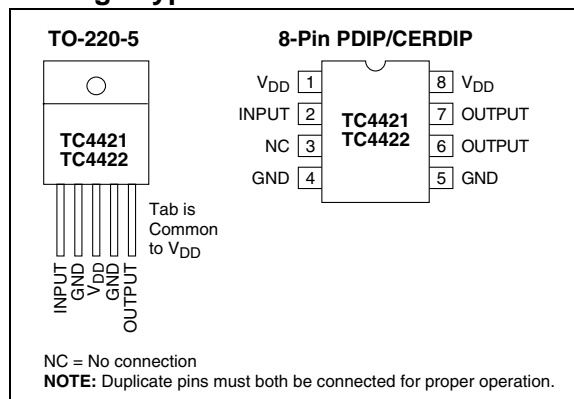 TO-220-5
TC4421
TC4422
Tab is
Common
to VDD
INPUT
GND
VDD
GND
OUTPUT
8-Pin PDIP/CERDIP
VDD 1
INPUT 2
NC 3
GND 4
TC4421
TC4422
8 VDD
7 OUTPUT
6 OUTPUT
5 GND
NC = No connection
NOTE: Duplicate pins must both be connected for proper operation.